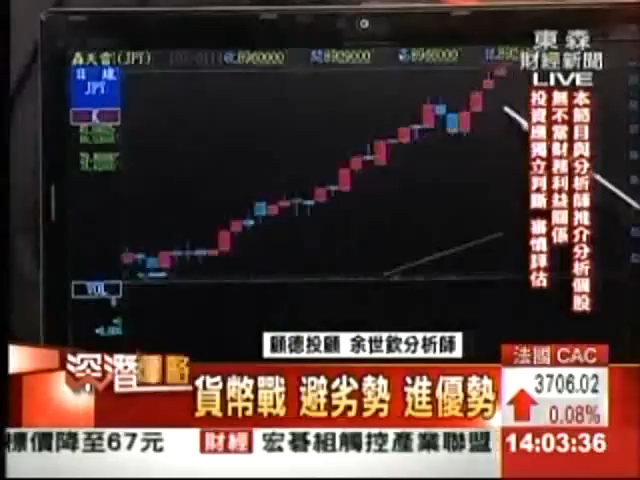 日 線
JPT
VOL
東森
財經新聞
LIVE
本節目與分析師推介分析個股
無不當財務利益關係
投資應獨立判斷 審慎評估
顧德投顧 余世欽分析師
深潛
貨幣戰 避劣勢 進優勢
法國 CAC
3706.02
0.08%
標價降至67元 財經 宏碁組觸控產業聯盟
14:03:36